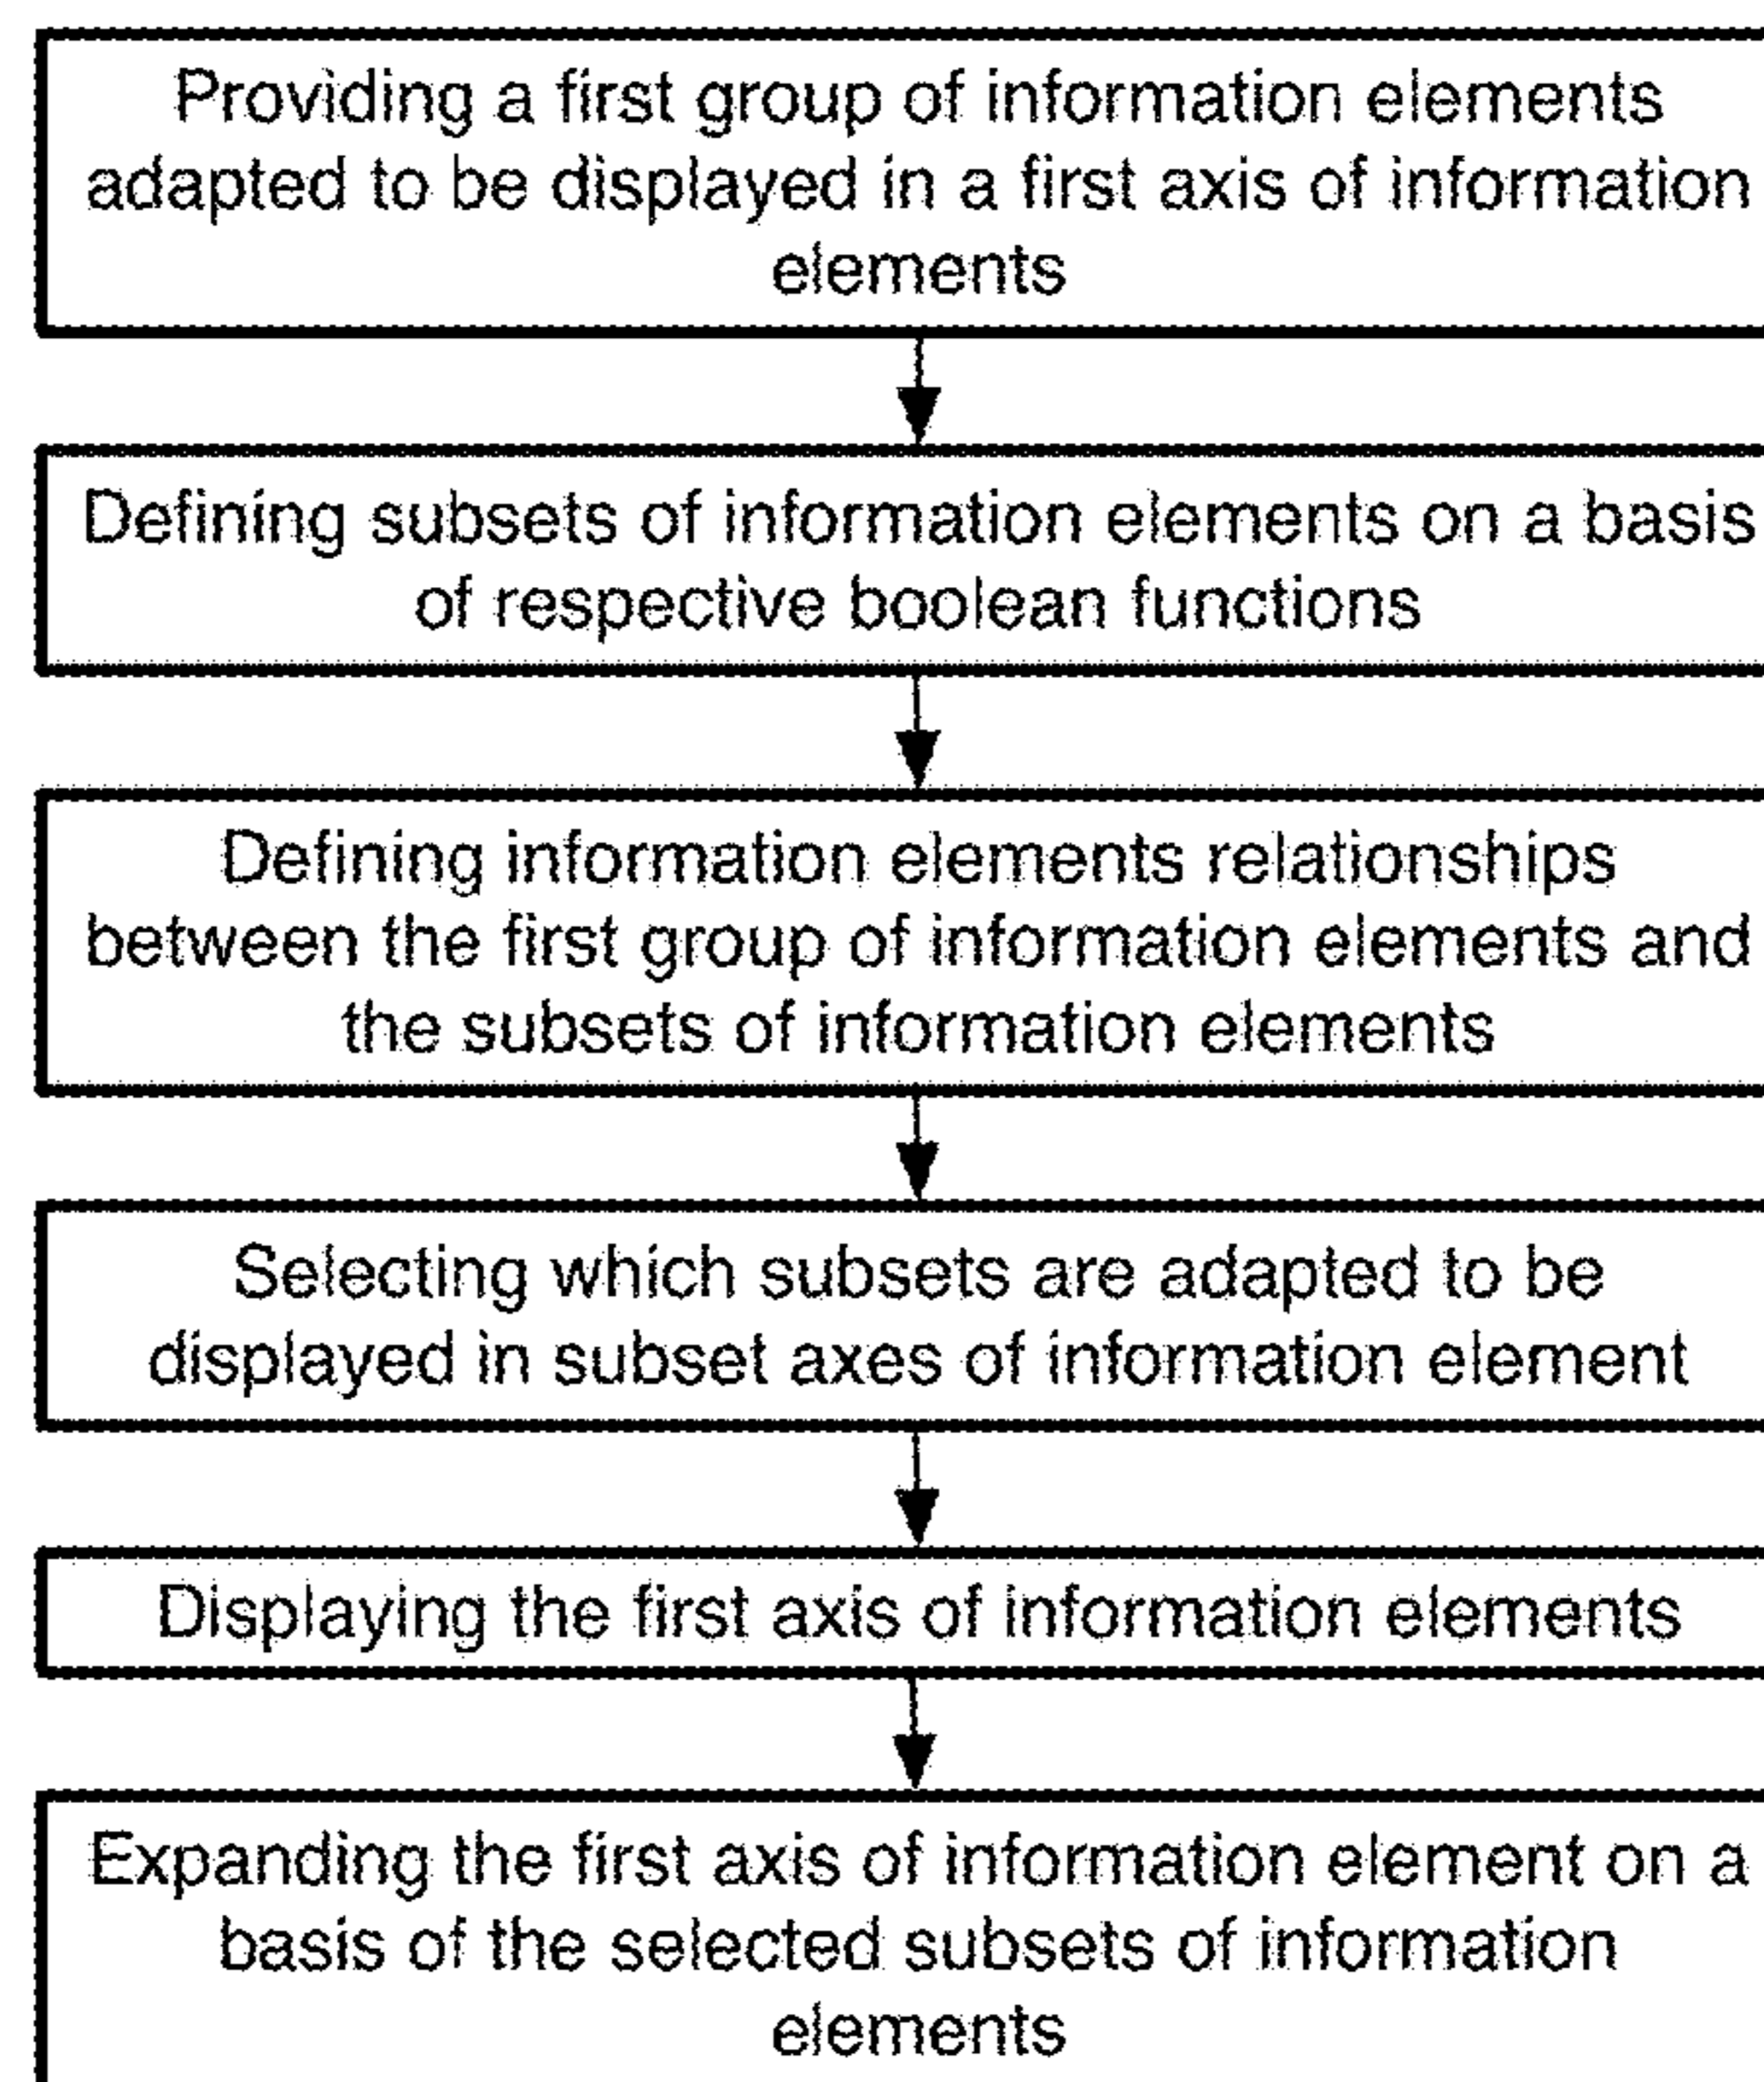 Providing a first group of information elements
adapted to be displayed in a first axis of information
elements
Defining subsets of information elements on a basis
of respective boolean functions
Defining information elements relationships
between the first group of information elements and
the subsets of information elements
Selecting which subsets are adapted to be
displayed in subset axes of information element
Displaying the first axis of information elements
Expanding the first axis of information element on a
basis of the selected subsets of information
elements